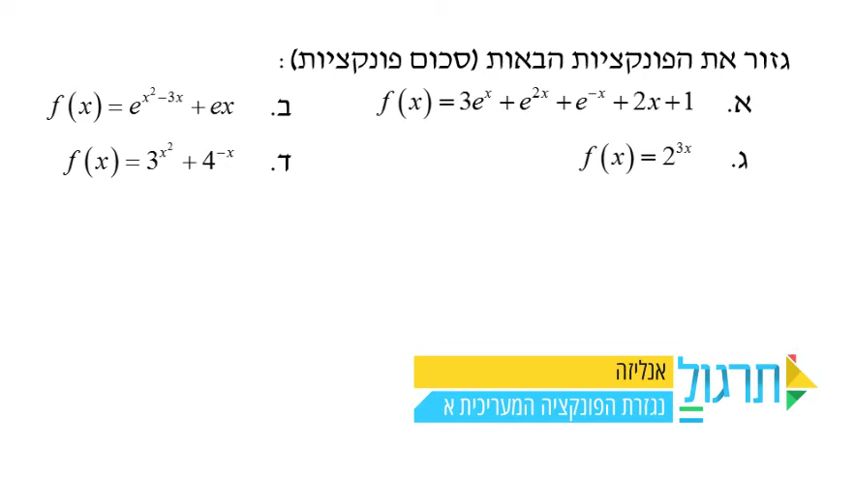 גזור את הפונקציות הבאות (סכום פונקציות):
א. f(x) = 3e^x + e^{2x} + e^{-x} + 2x + 1
ב. f(x) = e^{x^2-3x} + ex
ג. f(x) = 2^{3x}
ד. f(x) = 3^{x^2} + 4^{-x}
תרגול
אנליזה
נגזרת הפונקציה המעריכית א